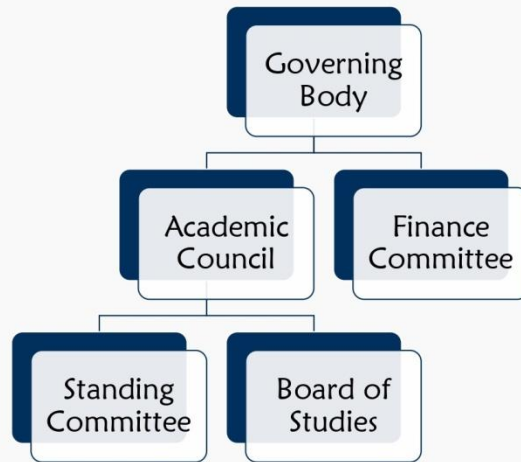 Governing
Body
Academic
Council
Finance
Committee
Standing
Committee
Board of
Studies